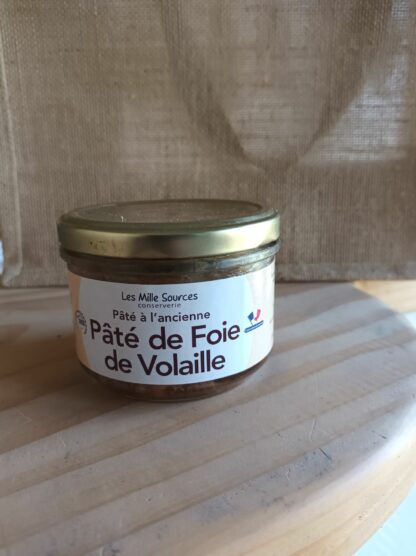 Les Mille Sources
conserverie
Pâté à l'ancienne
Pâté de Foie
de Volaille